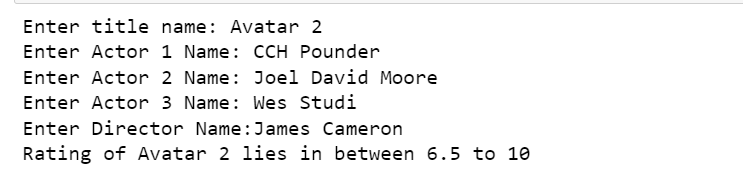 Enter title name: Avatar 2
Enter Actor 1 Name: CCH Pounder
Enter Actor 2 Name: Joel David Moore
Enter Actor 3 Name: Wes Studi
Enter Director Name:James Cameron
Rating of Avatar 2 lies in between 6.5 to 10